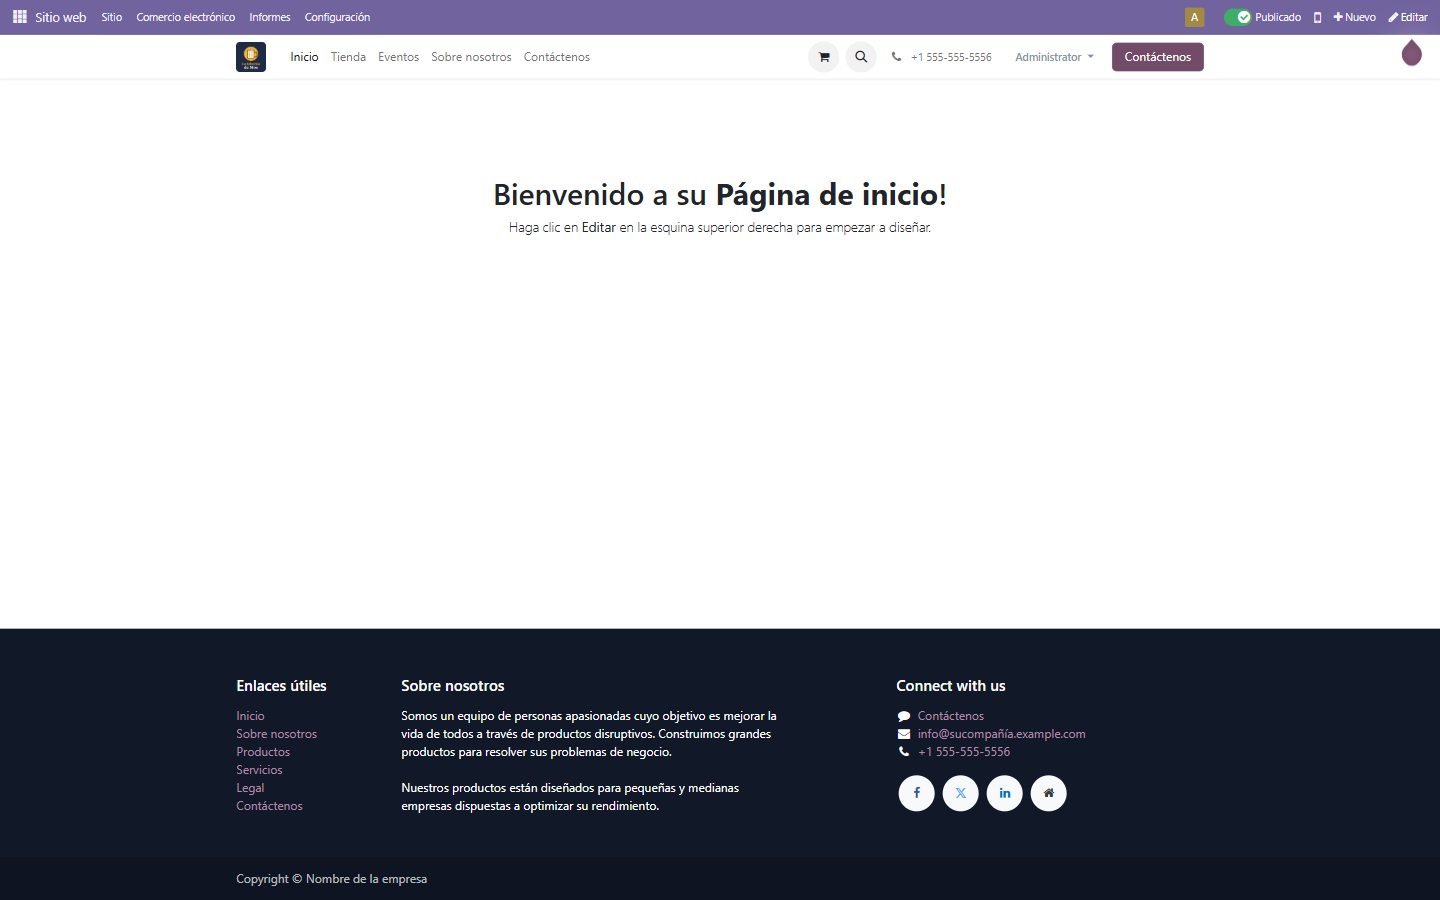 Sitio web Sitio Comercio electrónico Informes Configuración A Publicado Nuevo Editar
Inicio Tienda Eventos Sobre nosotros Contáctenos +1 555-555-5556 Administrator Contáctenos
Bienvenido a su Página de inicio!
Haga clic en Editar en la esquina superior derecha para empezar a diseñar.
Enlaces útiles
Inicio
Sobre nosotros
Productos
Servicios
Legal
Contáctenos
Sobre nosotros
Somos un equipo de personas apasionadas cuyo objetivo es mejorar la
vida de todos a través de productos disruptivos. Construimos grandes
productos para resolver sus problemas de negocio.
Nuestros productos están diseñados para pequeñas y medianas
empresas dispuestas a optimizar su rendimiento.
Connect with us
Contáctenos
info@sucompañía.example.com
+1 555-555-5556
Copyright © Nombre de la empresa